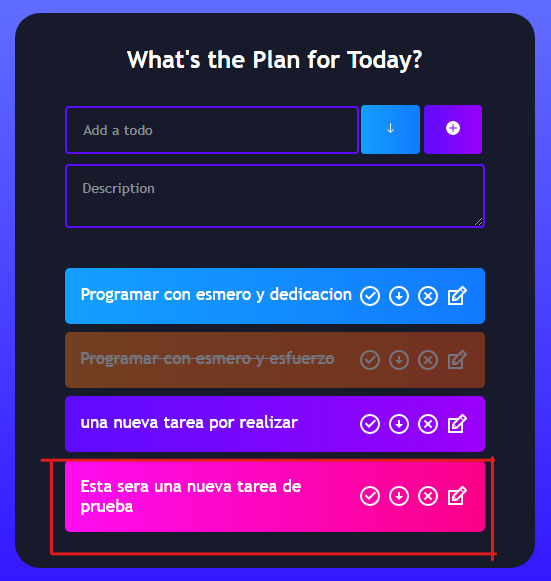 What's the Plan for Today?
Add a todo
Description
Programar con esmero y dedicacion
Programar con esmero y esfuerzo
una nueva tarea por realizar
Esta sera una nueva tarea de
prueba